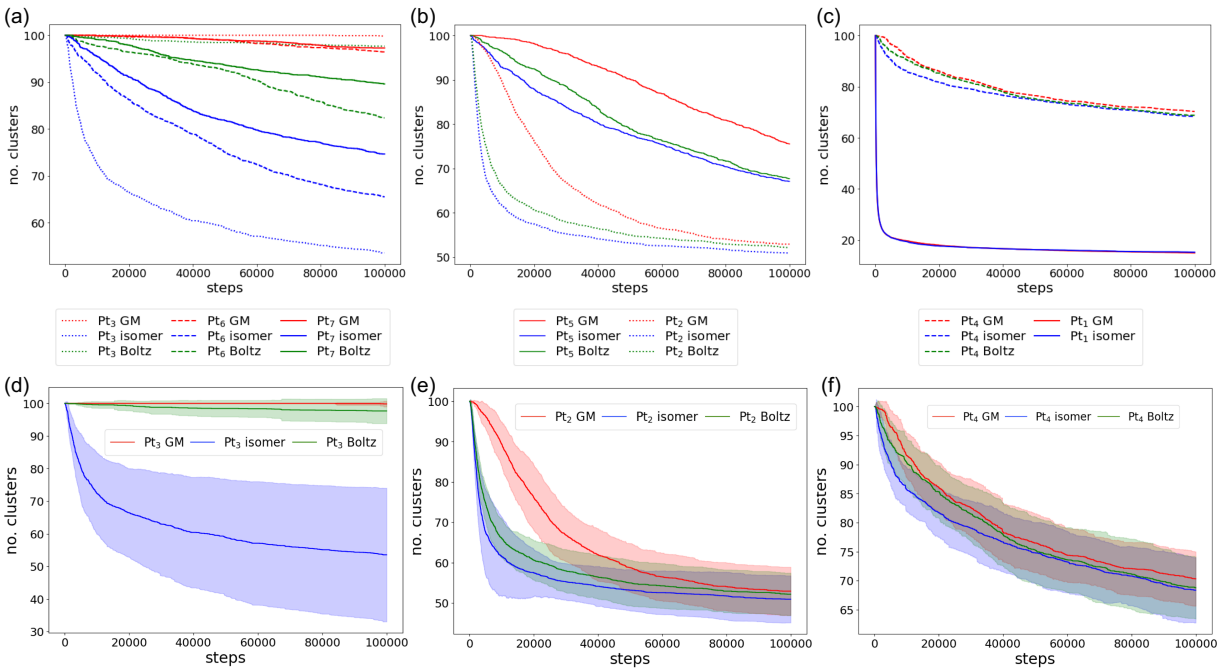 (a)
no. clusters
100
90
80
70
60
0
20000
40000
60000
80000
100000
steps
Pt₃ GM
Pt₃ isomer
Pt₃ Boltz
Pt₆ GM
Pt₆ isomer
Pt₆ Boltz
Pt₇ GM
Pt₇ isomer
Pt₇ Boltz
(b)
no. clusters
100
90
80
70
60
50
0
20000
40000
60000
80000
100000
steps
Pt₅ GM
Pt₅ isomer
Pt₅ Boltz
Pt₂ GM
Pt₂ isomer
Pt₂ Boltz
(c)
no. clusters
100
80
60
40
20
0
20000
40000
60000
80000
100000
steps
Pt₄ GM
Pt₄ isomer
Pt₄ Boltz
Pt₁ GM
Pt₁ isomer
(d)
no. clusters
100
90
80
70
60
50
40
30
Pt₃ GM
Pt₃ isomer
Pt₃ Boltz
0
20000
40000
60000
80000
100000
steps
(e)
no. clusters
100
90
80
70
60
50
Pt₂ GM
Pt₂ isomer
Pt₂ Boltz
0
20000
40000
60000
80000
100000
steps
(f)
no. clusters
100
95
90
85
80
75
70
65
Pt₄ GM
Pt₄ isomer
Pt₄ Boltz
0
20000
40000
60000
80000
100000
steps